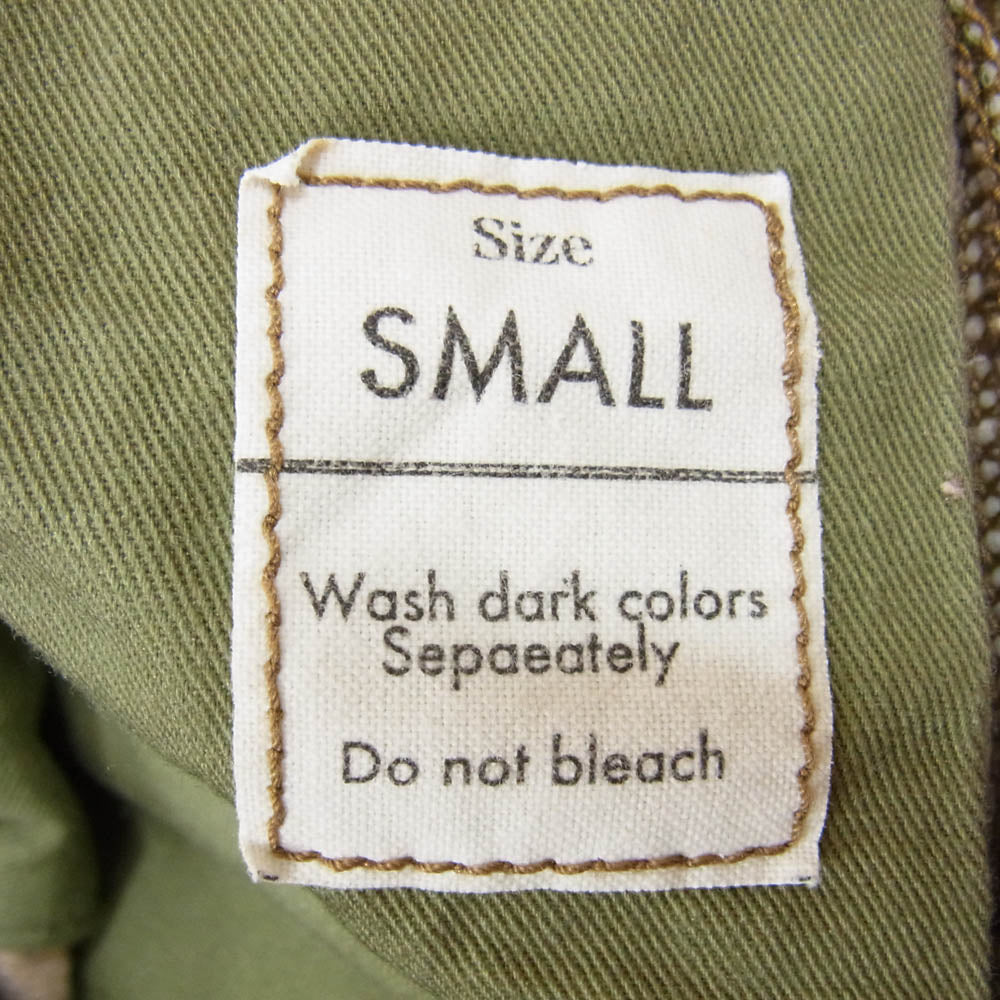 Size
SMALL
Wash dark colors
Sepaeately
Do not bleach